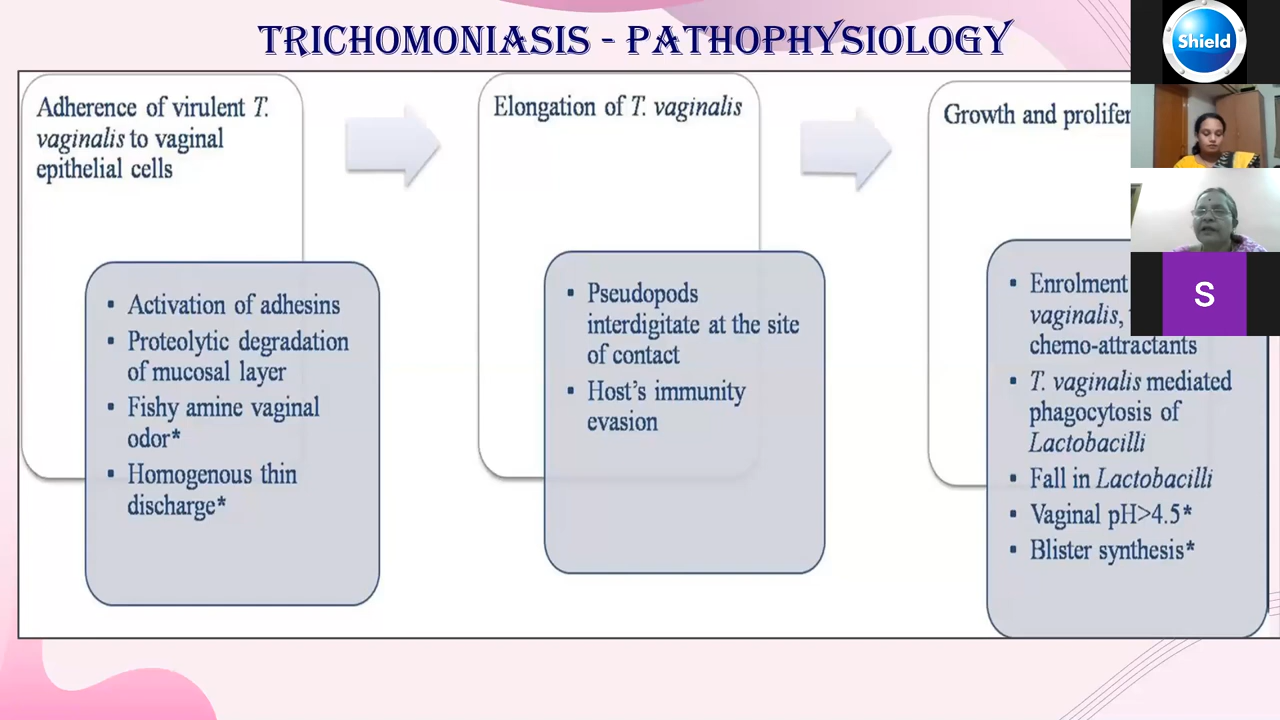 TRICHOMONIASIS - PATHOPHYSIOLOGY
Adherence of virulent T.
vaginalis to vaginal
epithelial cells
▪ Activation of adhesins
▪ Proteolytic degradation
of mucosal layer
▪ Fishy amine vaginal
odor*
▪ Homogenous thin
discharge*
Elongation of T. vaginalis
▪ Pseudopods
interdigitate at the site
of contact
▪ Host’s immunity
evasion
Growth and
▪ Enrolment
vaginalis,
chemo-attractants
▪ T. vaginalis mediated
phagocytosis of
Lactobacilli
▪ Fall in Lactobacilli
▪ Vaginal pH>4.5*
▪ Blister synthesis*
Shield
S